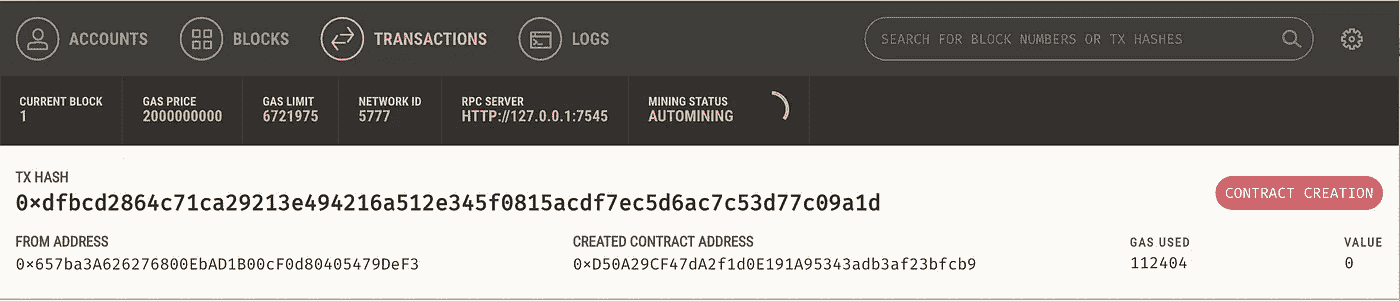 ACCOUNTS BLOCKS TRANSACTIONS LOGS SEARCH FOR BLOCK NUMBERS OR TX HASHES
CURRENT BLOCK GAS PRICE GAS LIMIT NETWORK ID RPC SERVER MINING STATUS
1 2000000000 6721975 5777 HTTP://127.0.0.1:7545 AUTOMINING
TX HASH
0×dfbcd2864c71ca29213e494216a512e345f0815acdf7ec5d6ac7c53d77c09a1d
CONTRACT CREATION
FROM ADDRESS CREATED CONTRACT ADDRESS GAS USED VALUE
0×657ba3A626276800EbAD1B00cF0d80405479DeF3 0×D50A29CF47dA2f1d0E191A95343adb3af23bfcb9 112404 0